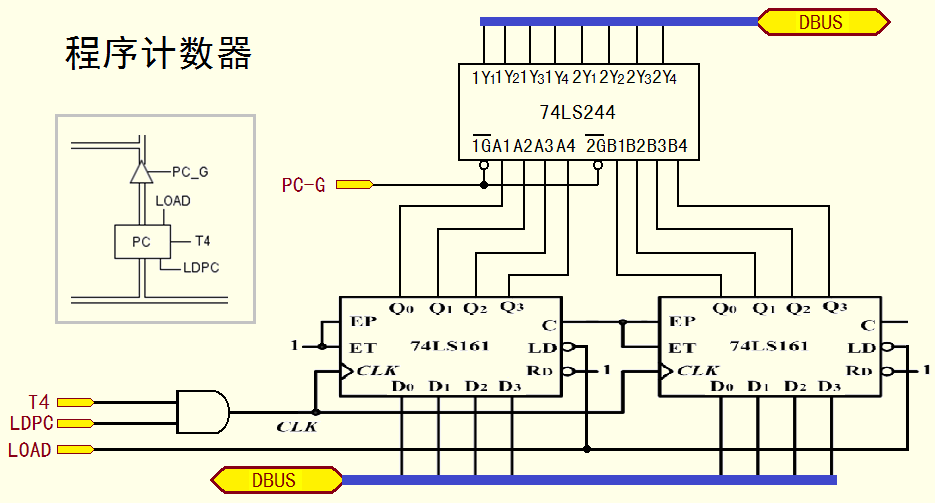 DBUS
程序计数器
1Y1 1Y2 1Y3 1Y4 2Y1 2Y2 2Y3 2Y4
74LS244
1G A1 A2 A3 A4 2G B1 B2 B3 B4
PC-G
PC_G
LOAD
PC
T4
LDPC
Q0 Q1 Q2 Q3
EP
C
1
ET
74LS161
LD
CLK
RD
1
D0 D1 D2 D3
Q0 Q1 Q2 Q3
EP
C
ET
74LS161
LD
CLK
RD
1
D0 D1 D2 D3
T4
LDPC
CLK
LOAD
DBUS